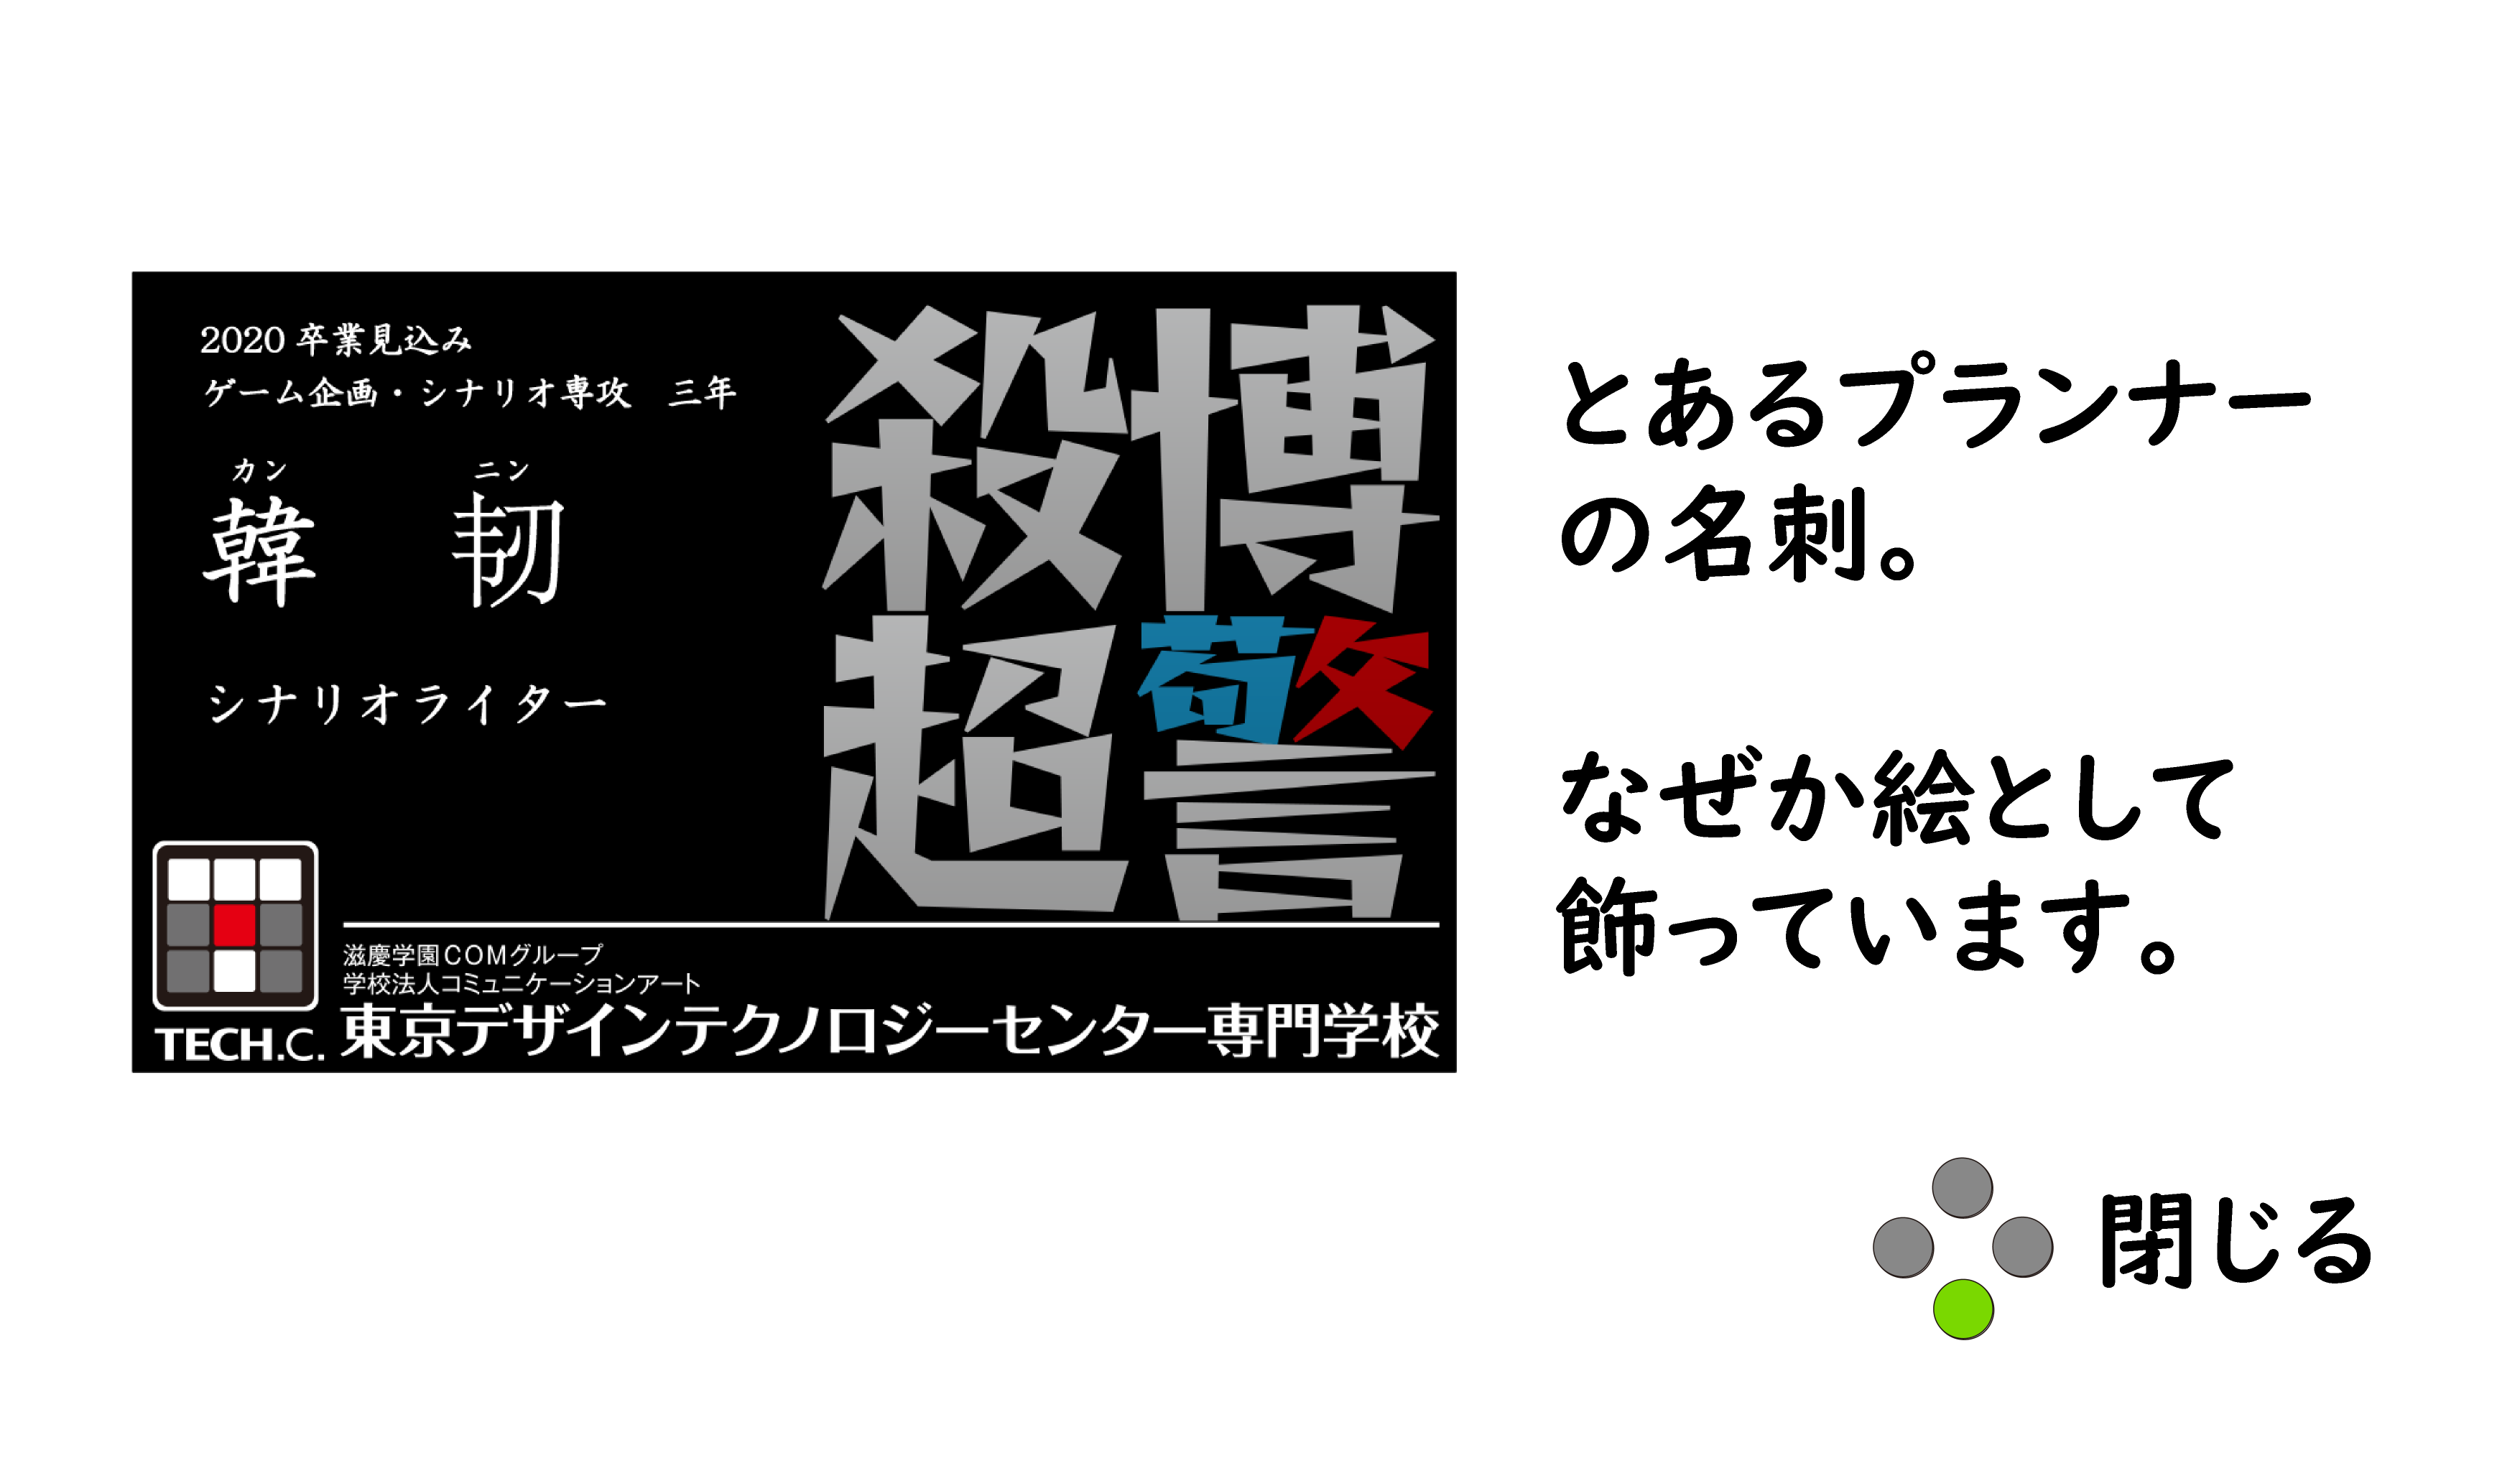 2020 卒業見込み
ゲーム企画・シナリオ専攻　三年
カン　ニン
韓　韧
シナリオライター
博警
殺超
滋慶学園COMグループ
学校法人コミュニケーションアート
東京デザインテクノロジーセンター専門学校
TECH.C.
とあるプランナー
の名刺。
なぜか絵として
飾っています。
閉じる